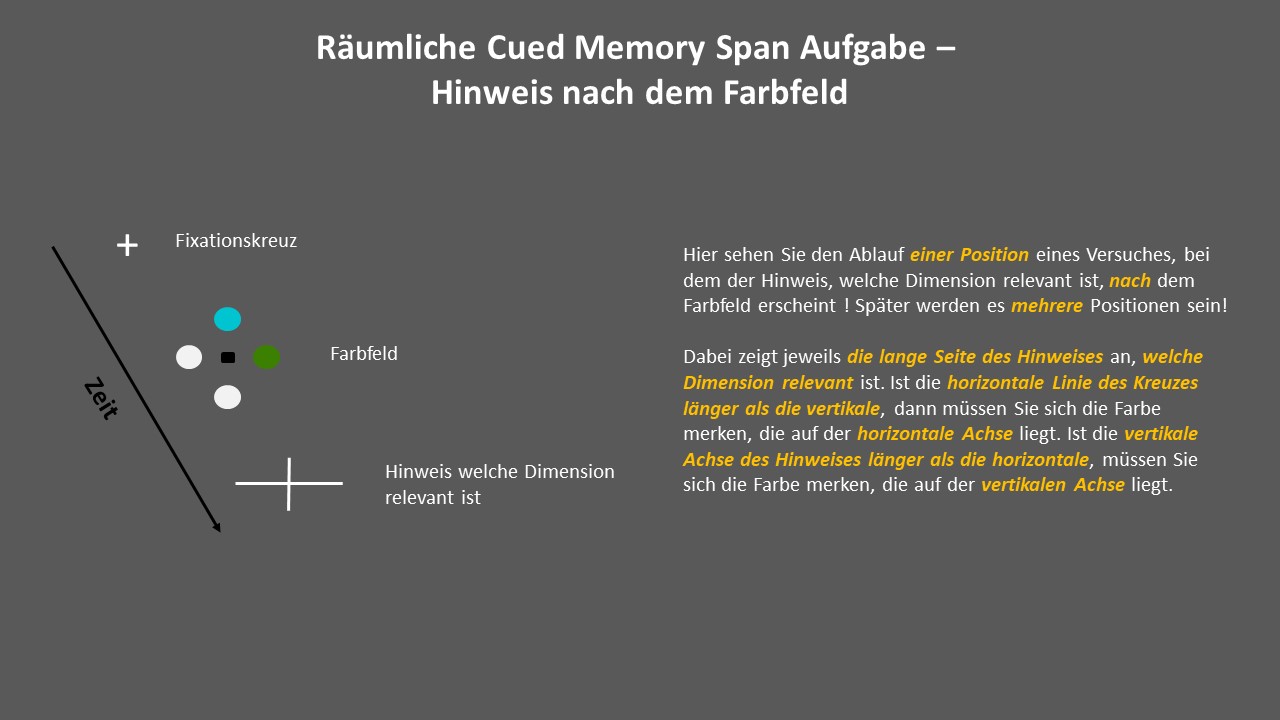 Räumliche Cued Memory Span Aufgabe –
Hinweis nach dem Farbfeld
Fixationskreuz
Farbfeld
Zeit
Hinweis welche Dimension
relevant ist
Hier sehen Sie den Ablauf einer Position eines Versuches, bei
dem der Hinweis, welche Dimension relevant ist, nach dem
Farbfeld erscheint ! Später werden es mehrere Positionen sein!
Dabei zeigt jeweils die lange Seite des Hinweises an, welche
Dimension relevant ist. Ist die horizontale Linie des Kreuzes
länger als die vertikale, dann müssen Sie sich die Farbe
merken, die auf der horizontale Achse liegt. Ist die vertikale
Achse des Hinweises länger als die horizontale, müssen Sie
sich die Farbe merken, die auf der vertikalen Achse liegt.